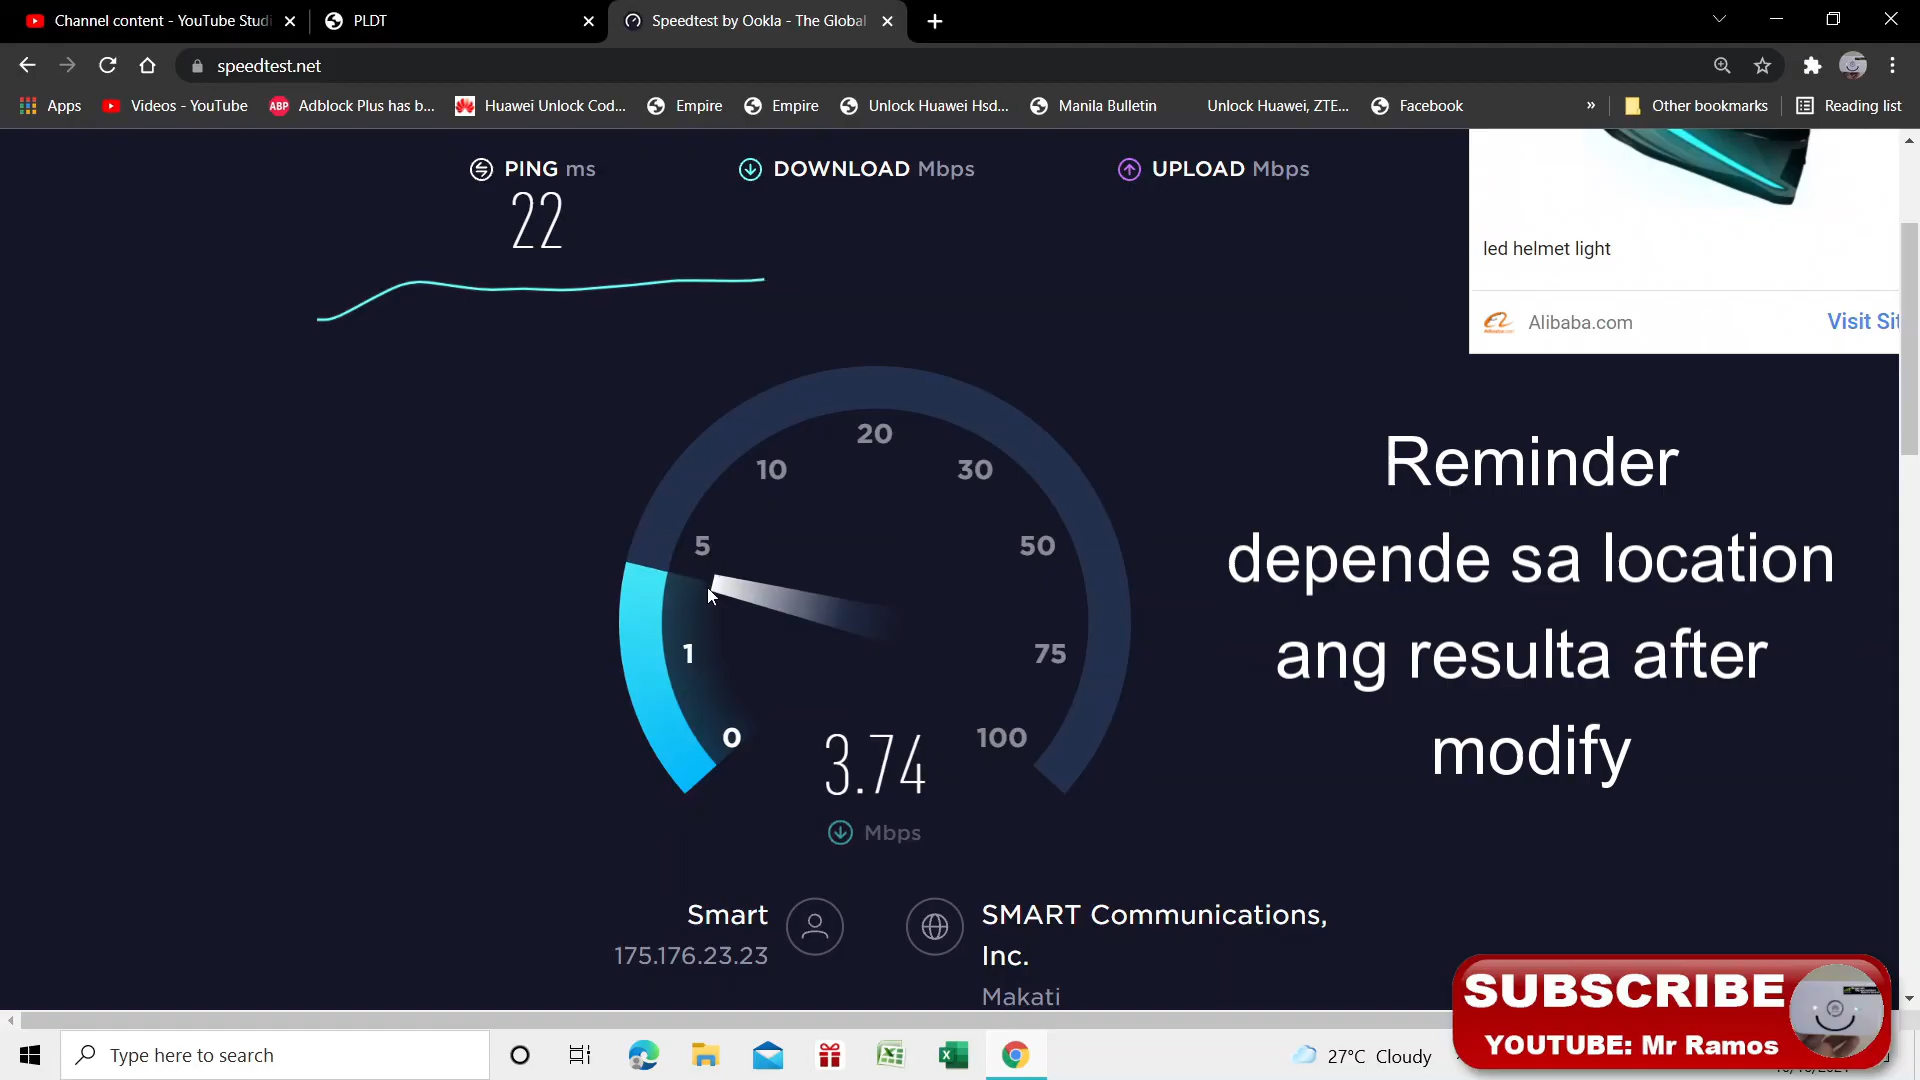 Channel content - YouTube Studi
PLDT
Speedtest by Ookla - The Global
speedtest.net
Apps
Videos - YouTube
ABP
Adblock Plus has b...
Huawei Unlock Cod...
Empire
Empire
Unlock Huawei Hsd...
Manila Bulletin
Unlock Huawei, ZTE...
Facebook
»
Other bookmarks
Reading list
PING ms
22
DOWNLOAD Mbps
UPLOAD Mbps
led helmet light
Alibaba.com
Visit Sit
0
1
5
10
20
30
50
75
100
3.74
Mbps
Reminder
depende sa location
ang resulta after
modify
Smart
175.176.23.23
SMART Communications,
Inc.
Makati
SUBSCRIBE
YOUTUBE: Mr Ramos
Type here to search
27°C Cloudy